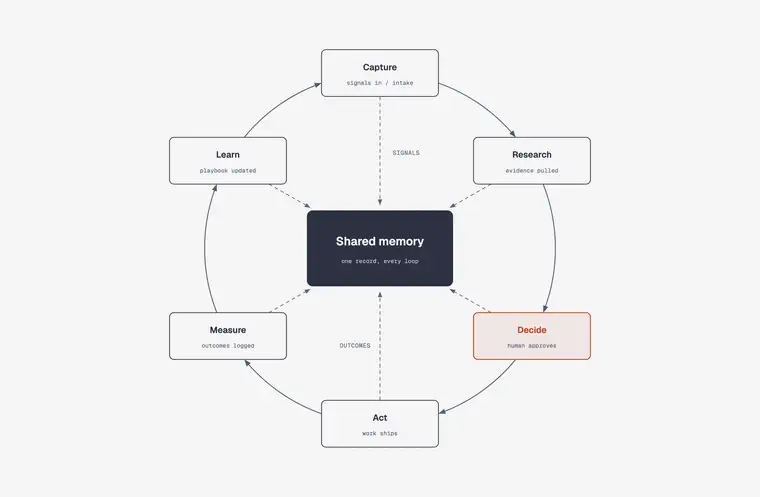 Capture
signals in / intake
SIGNALS
Learn
playbook updated
Research
evidence pulled
Shared memory
one record, every loop
Measure
outcomes logged
OUTCOMES
Decide
human approves
Act
work ships